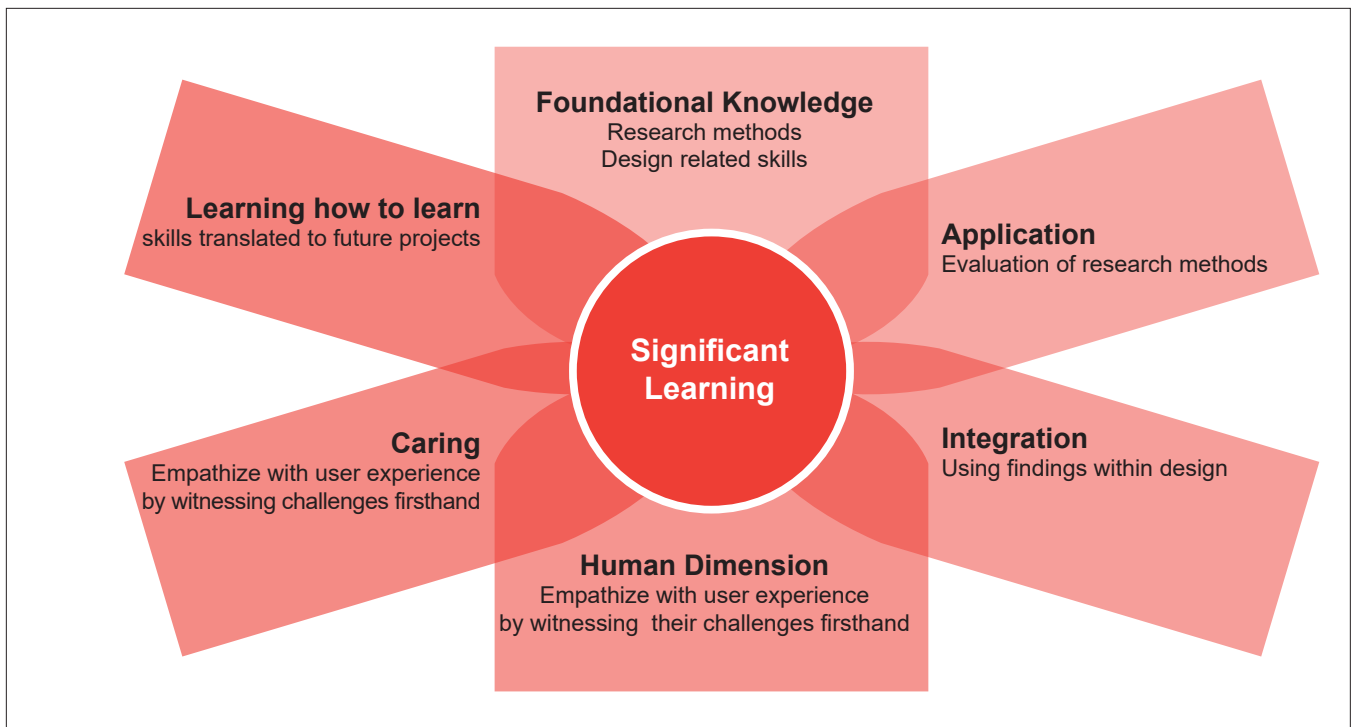 Foundational Knowledge
Research methods
Design related skills
Learning how to learn
skills translated to future projects
Application
Evaluation of research methods
Significant
Learning
Caring
Empathize with user experience
by witnessing challenges firsthand
Integration
Using findings within design
Human Dimension
Empathize with user experience
by witnessing their challenges firsthand